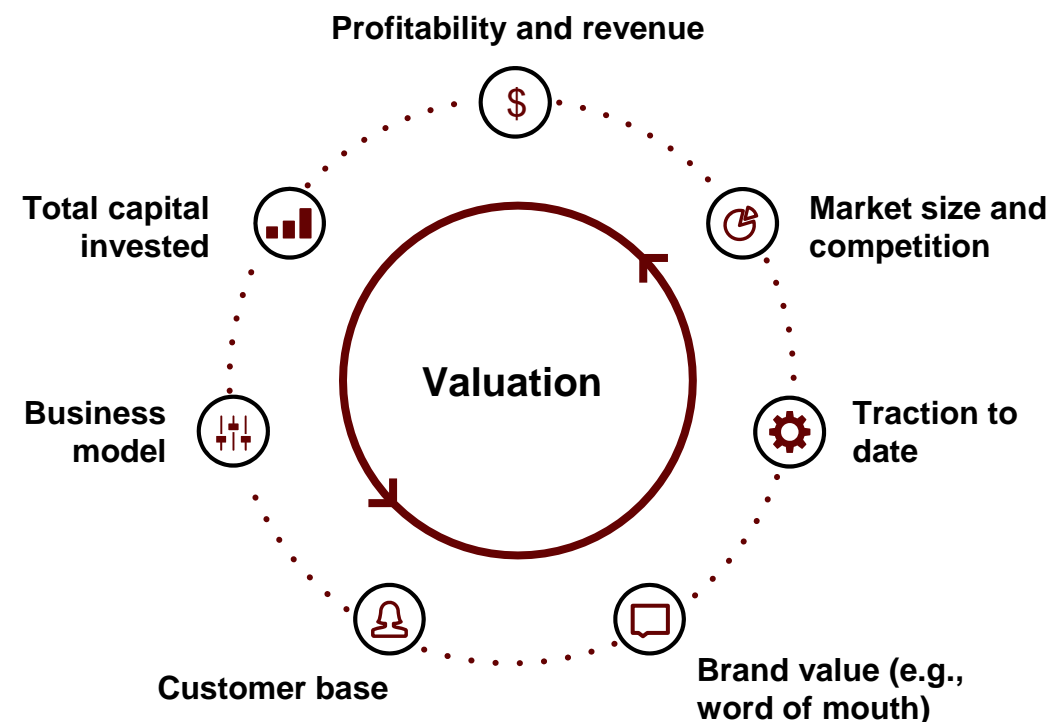 Profitability and revenue
$
Total capital
invested
Market size and
competition
Valuation
Business
model
Traction to
date
Customer base
Brand value (e.g.,
word of mouth)